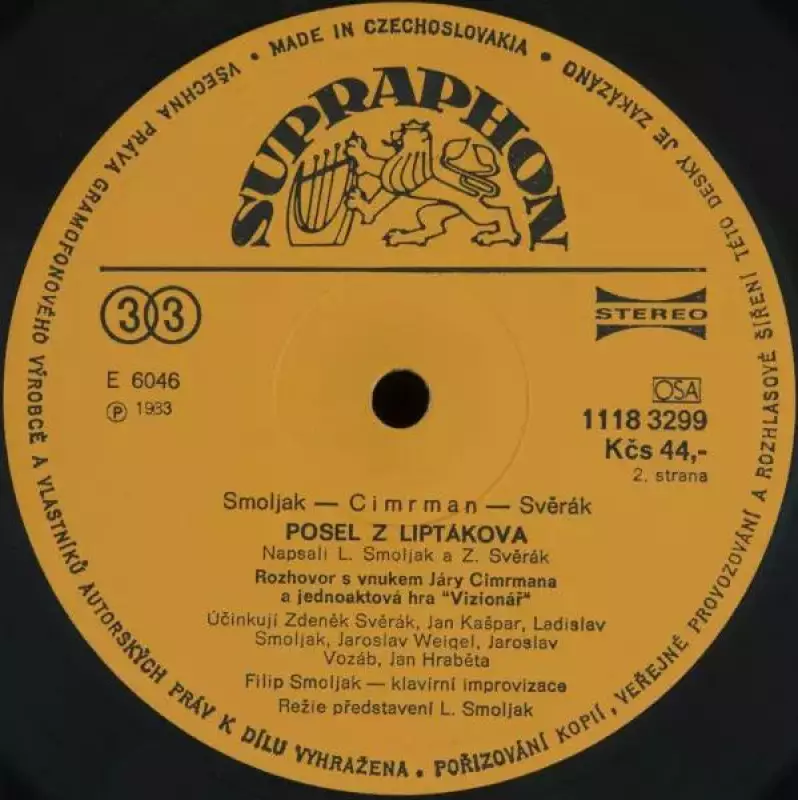 VŠECHNA PRÁVA GRAMOFONOVÉHO VÝROBCE A VLASTNÍKŮ AUTORSKÝCH PRÁV K DÍLU VYHRAŽENA • POŘIZOVÁNÍ KOPIÍ, VEŘEJNÉ PROVOZOVÁNÍ A ROZHLASOVÉ ŠÍŘENÍ TÉTO DESKY JE ZAKÁZÁNO
• MADE IN CZECHOSLOVAKIA •
SUPRAPHON
33
STEREO
E 6046
℗ 1983
OSA
1118 3299
Kčs 44,-
2. strana
Smoljak — Cimrman — Svěrák
POSEL Z LIPTÁKOVA
Napsali L. Smoljak a Z. Svěrák
Rozhovor s vnukem Járy Cimrmana
a jednoaktová hra "Vizionář"
Účinkují Zdeněk Svěrák, Jan Kašpar, Ladislav
Smoljak, Jaroslav Weigel, Jaroslav
Vozáb, Jan Hraběta
Filip Smoljak — klavírní improvizace
Režie představení L. Smoljak